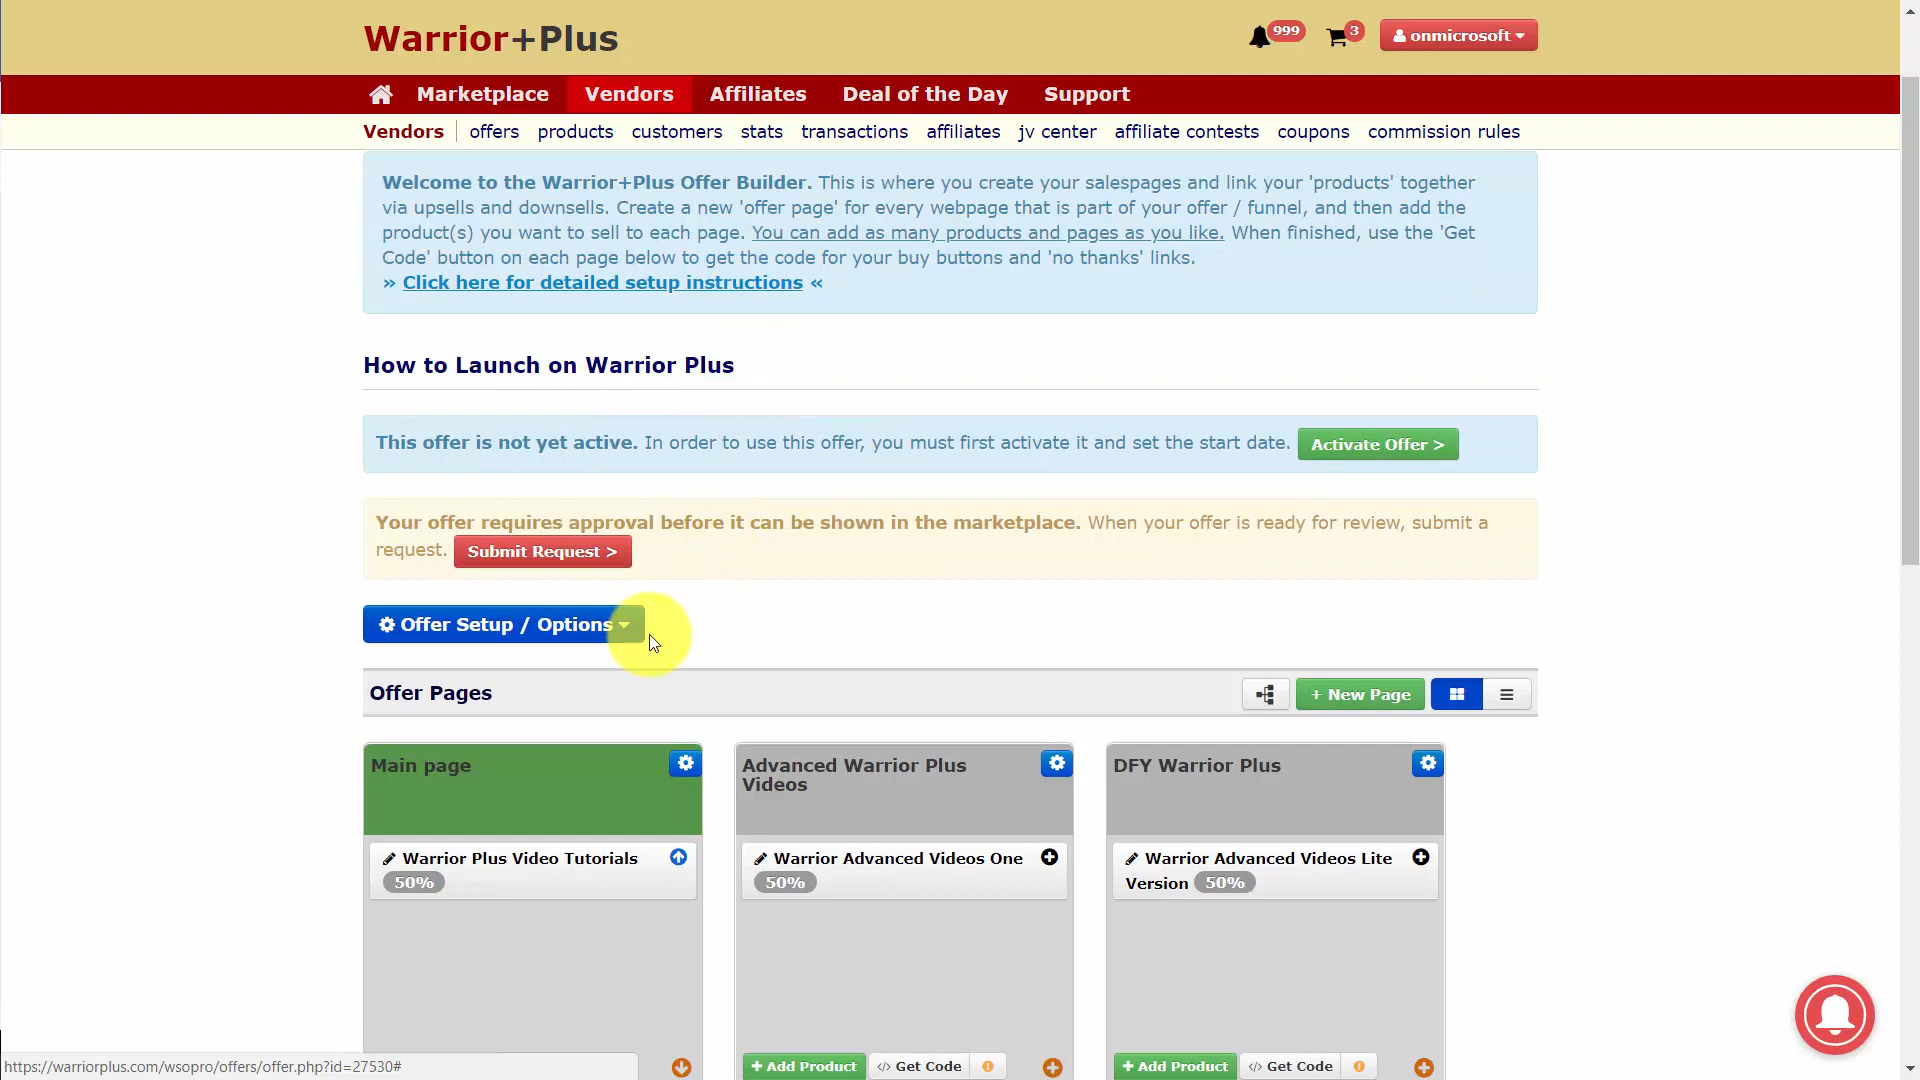 Warrior+Plus
999
3
onmicrosoft
Marketplace Vendors Affiliates Deal of the Day Support
Vendors offers products customers stats transactions affiliates jv center affiliate contests coupons commission rules
Welcome to the Warrior+Plus Offer Builder. This is where you create your salespages and link your 'products' together
via upsells and downsells. Create a new 'offer page' for every webpage that is part of your offer / funnel, and then add the
product(s) you want to sell to each page. You can add as many products and pages as you like. When finished, use the 'Get
Code' button on each page below to get the code for your buy buttons and 'no thanks' links.
» Click here for detailed setup instructions «
How to Launch on Warrior Plus
This offer is not yet active. In order to use this offer, you must first activate it and set the start date. Activate Offer >
Your offer requires approval before it can be shown in the marketplace. When your offer is ready for review, submit a
request. Submit Request >
Offer Setup / Options
Offer Pages
+ New Page
Main page
Warrior Plus Video Tutorials
50%
Advanced Warrior Plus
Videos
Warrior Advanced Videos One
50%
+ Add Product </> Get Code
DFY Warrior Plus
Warrior Advanced Videos Lite
Version 50%
+ Add Product </> Get Code
https://warriorplus.com/wsopro/offers/offer.php?id=27530#